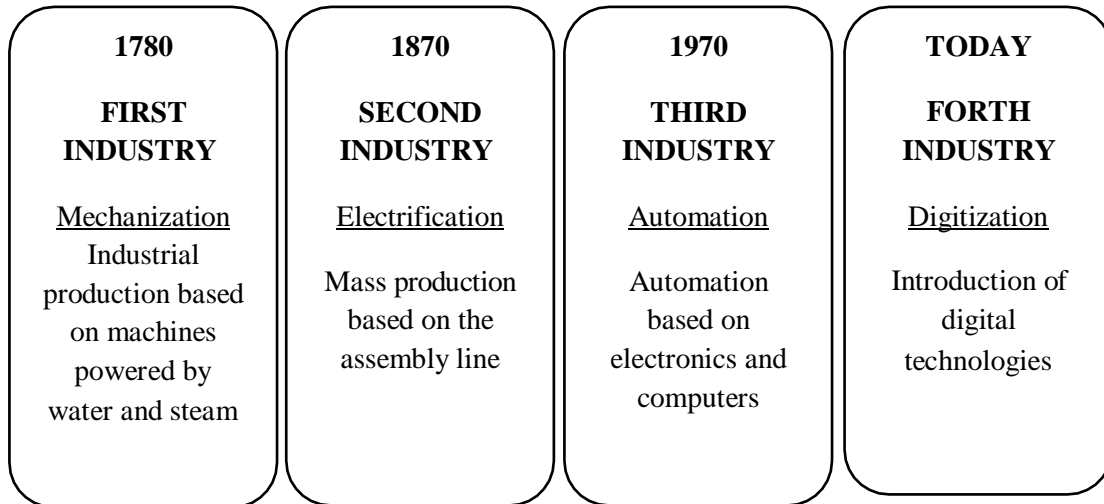 1780
FIRST
INDUSTRY
Mechanization
Industrial
production based
on machines
powered by
water and steam
1870
SECOND
INDUSTRY
Electrification
Mass production
based on the
assembly line
1970
THIRD
INDUSTRY
Automation
Automation
based on
electronics and
computers
TODAY
FORTH
INDUSTRY
Digitization
Introduction of
digital
technologies